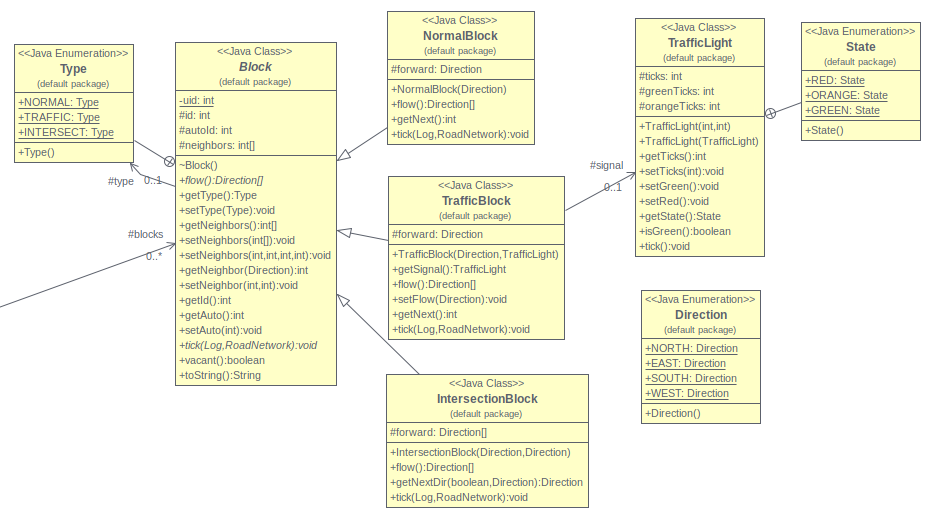 <<Java Enumeration>>
Type
(default package)
+NORMAL: Type
+TRAFFIC: Type
+INTERSECT: Type
+Type()
#type
0..1
#blocks
0..*
<<Java Class>>
Block
(default package)
-uid: int
#id: int
#autoId: int
#neighbors: int[]
~Block()
+flow():Direction[]
+getType():Type
+setType(Type):void
+getNeighbors():int[]
+setNeighbors(int[]):void
+setNeighbors(int,int,int,int):void
+getNeighbor(Direction):int
+setNeighbor(int,int):void
+getId():int
+getAuto():int
+setAuto(int):void
+tick(Log,RoadNetwork):void
+vacant():boolean
+toString():String
<<Java Class>>
NormalBlock
(default package)
#forward: Direction
+NormalBlock(Direction)
+flow():Direction[]
+getNext():int
+tick(Log,RoadNetwork):void
<<Java Class>>
TrafficBlock
(default package)
#forward: Direction
+TrafficBlock(Direction,TrafficLight)
+getSignal():TrafficLight
+flow():Direction[]
+setFlow(Direction):void
+getNext():int
+tick(Log,RoadNetwork):void
<<Java Class>>
IntersectionBlock
(default package)
#forward: Direction[]
+IntersectionBlock(Direction,Direction)
+flow():Direction[]
+getNextDir(boolean,Direction):Direction
+tick(Log,RoadNetwork):void
#signal
0..1
<<Java Class>>
TrafficLight
(default package)
#ticks: int
#greenTicks: int
#orangeTicks: int
+TrafficLight(int,int)
+TrafficLight(TrafficLight)
+getTicks():int
+setTicks(int):void
+setGreen():void
+setRed():void
+getState():State
+isGreen():boolean
+tick():void
<<Java Enumeration>>
State
(default package)
+RED: State
+ORANGE: State
+GREEN: State
+State()
<<Java Enumeration>>
Direction
(default package)
+NORTH: Direction
+EAST: Direction
+SOUTH: Direction
+WEST: Direction
+Direction()